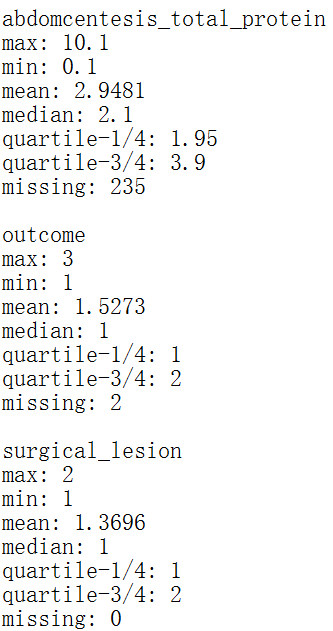 abdomcentesis_total_protein
max: 10.1
min: 0.1
mean: 2.9481
median: 2.1
quartile-1/4: 1.95
quartile-3/4: 3.9
missing: 235

outcome
max: 3
min: 1
mean: 1.5273
median: 1
quartile-1/4: 1
quartile-3/4: 2
missing: 2

surgical_lesion
max: 2
min: 1
mean: 1.3696
median: 1
quartile-1/4: 1
quartile-3/4: 2
missing: 0